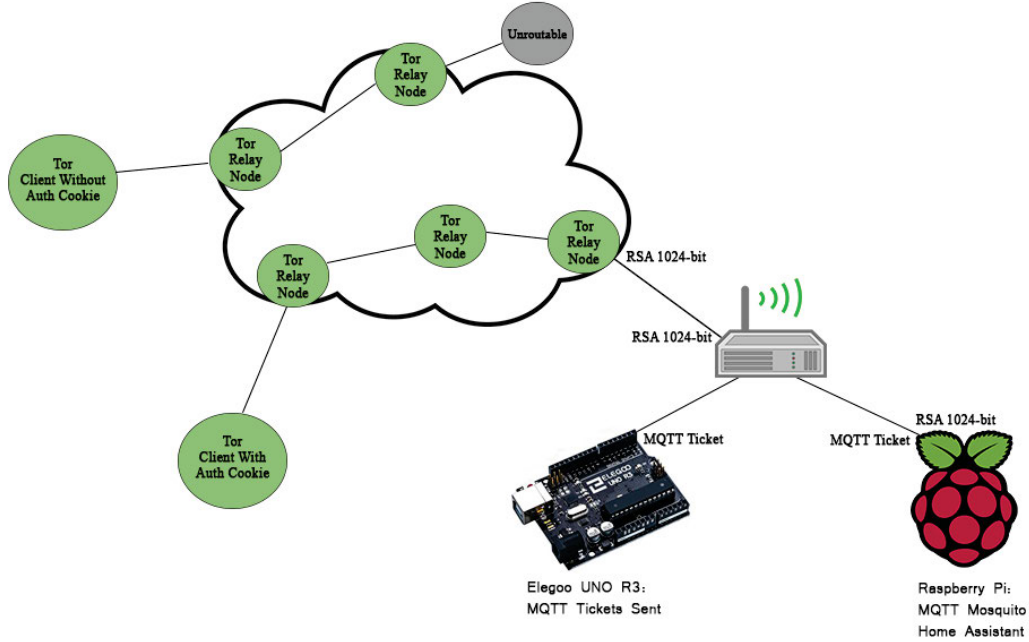 Unroutable
Tor
Relay
Node
Tor
Relay
Node
Tor
Client Without
Auth Cookie
Tor
Relay
Node
Tor
Relay
Node
Tor
Relay
Node
RSA 1024-bit
RSA 1024-bit
Tor
Client With
Auth Cookie
MQTT Ticket
MQTT Ticket
RSA 1024-bit
ELEGOO
UNO R3
Elegoo UNO R3:
MQTT Tickets Sent
Raspberry Pi:
MQTT Mosquito
Home Assistant